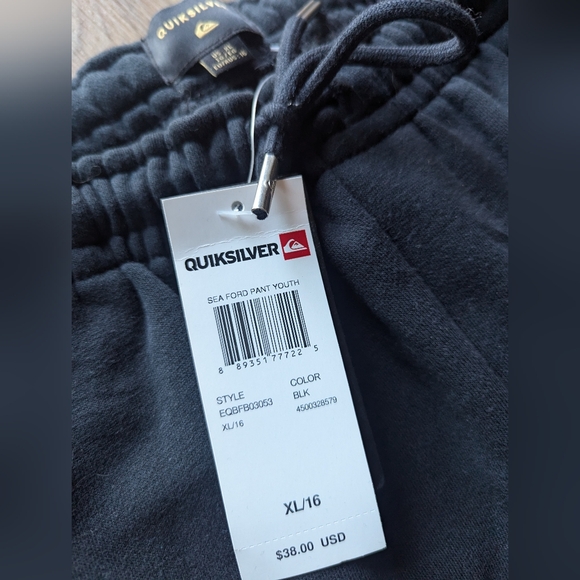 QUIKSILVER
QUIKSILVER
SEA FORD PANT YOUTH
8 89351 77722 5
STYLE COLOR
EQBFB03053 BLK
XL/16 4500328579
XL/16
$38.00 USD